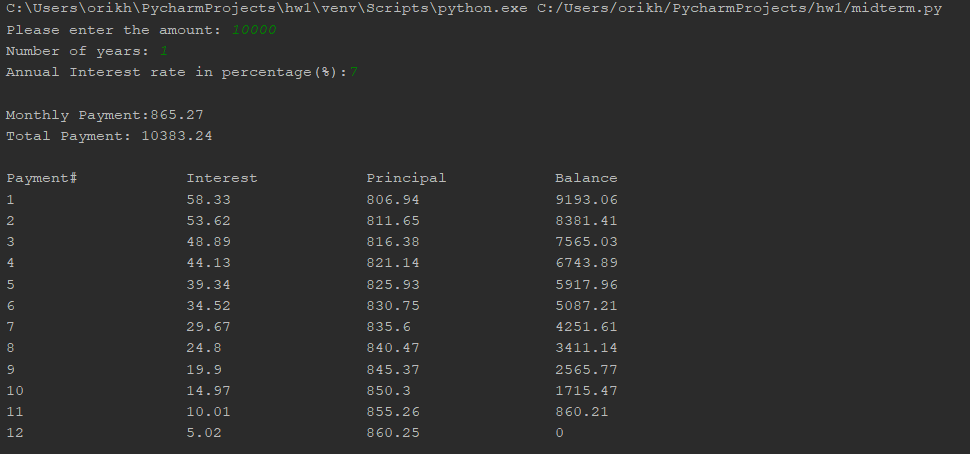 C:\Users\orikh\PycharmProjects\hw1\venv\Scripts\python.exe C:/Users/orikh/PycharmProjects/hw1/midterm.py
Please enter the amount: 10000
Number of years: 1
Annual Interest rate in percentage(%):7
Monthly Payment:865.27
Total Payment: 10383.24
Payment# Interest Principal Balance
1 58.33 806.94 9193.06
2 53.62 811.65 8381.41
3 48.89 816.38 7565.03
4 44.13 821.14 6743.89
5 39.34 825.93 5917.96
6 34.52 830.75 5087.21
7 29.67 835.6 4251.61
8 24.8 840.47 3411.14
9 19.9 845.37 2565.77
10 14.97 850.3 1715.47
11 10.01 855.26 860.21
12 5.02 860.25 0